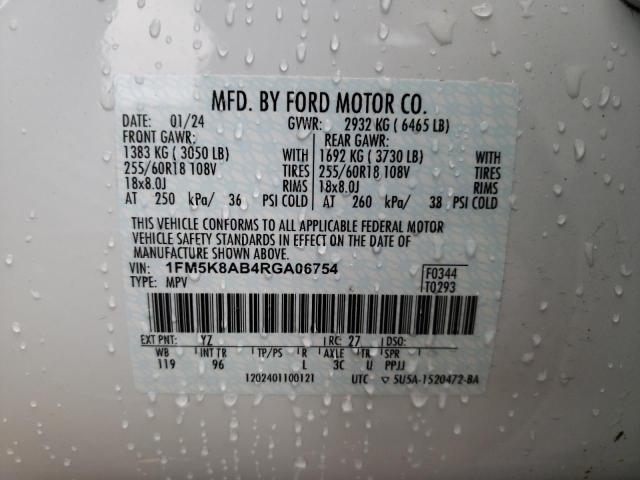 MFD. BY FORD MOTOR CO.
DATE: 01/24 GVWR: 2932 KG ( 6465 LB)
FRONT GAWR: REAR GAWR:
1383 KG ( 3050 LB) WITH 1692 KG ( 3730 LB) WITH
255/60R18 108V TIRES 255/60R18 108V TIRES
18x8.0J RIMS 18x8.0J RIMS
AT 250 kPa/ 36 PSI COLD AT 260 kPa/ 38 PSI COLD
THIS VEHICLE CONFORMS TO ALL APPLICABLE FEDERAL MOTOR
VEHICLE SAFETY STANDARDS IN EFFECT ON THE DATE OF
MANUFACTURE SHOWN ABOVE.
VIN: 1FM5K8AB4RGA06754 F0344
TYPE: MPV T0293
EXT PNT: YZ RC: 27 DSO:
WB INT TR TP/PS R AXLE TR SPR
119 96 L 3C U PPJJ
1202401100121 UTC ▽ 5U5A-1520472-BA